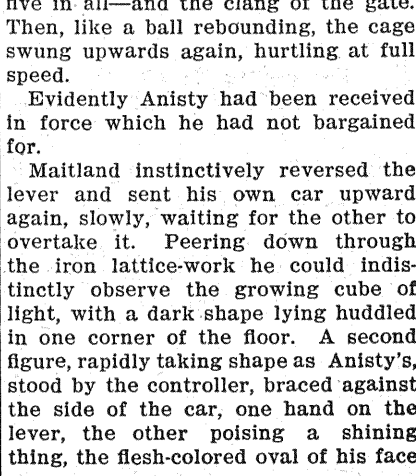 five in all—and the clang of the gate.
Then, like a ball rebounding, the cage
swung upwards again, hurtling at full
speed.
Evidently Anisty had been received
in force which he had not bargained
for.
Maitland instinctively reversed the
lever and sent his own car upward
again, slowly, waiting for the other to
overtake it. Peering down through
the iron lattice-work he could indis-
tinctly observe the growing cube of
light, with a dark shape lying huddled
in one corner of the floor. A second
figure, rapidly taking shape as Anisty's,
stood by the controller, braced against
the side of the car, one hand on the
lever, the other poising a shining
thing, the flesh-colored oval of his face